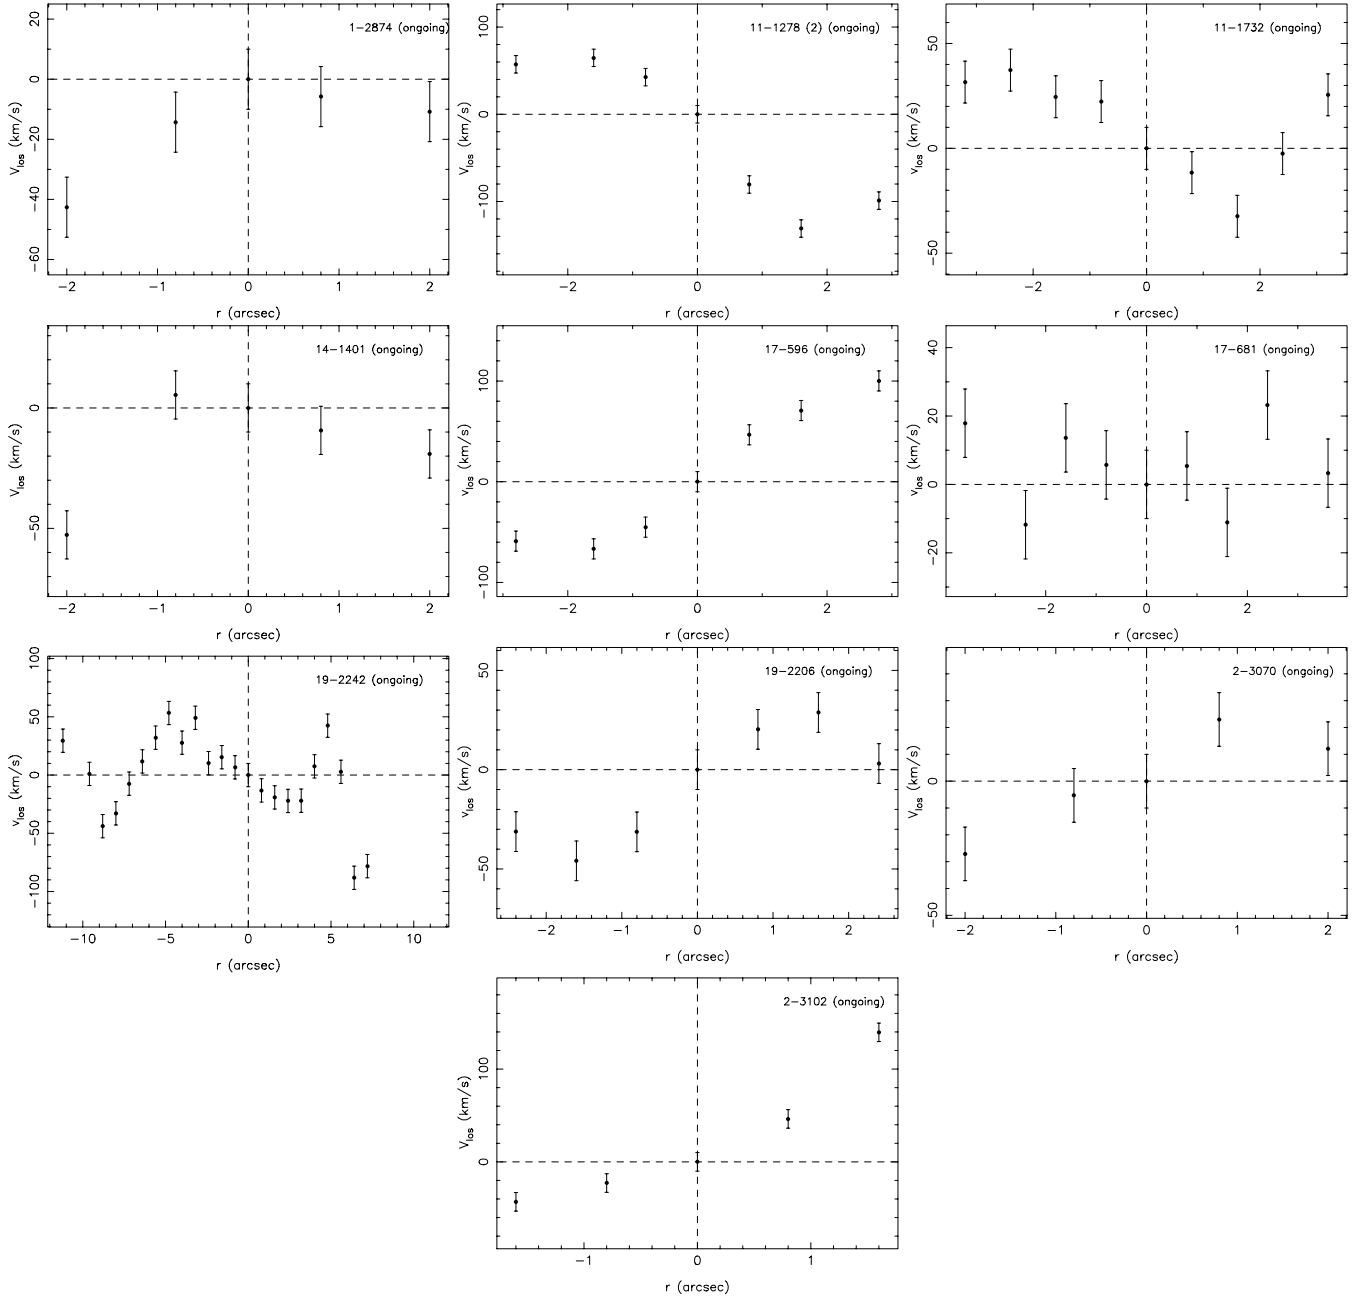 1−2874 (ongoing)
20
0
−20
−40
−60
V_los (km/s)
−2 −1 0 1 2
r (arcsec)
11−1278 (2) (ongoing)
100
0
−100
V_los (km/s)
−2 0 2
r (arcsec)
11−1732 (ongoing)
50
0
−50
v_los (km/s)
−2 0 2
r (arcsec)
14−1401 (ongoing)
0
−50
V_los (km/s)
−2 −1 0 1 2
r (arcsec)
17−596 (ongoing)
100
0
−100
v_los (km/s)
−2 0 2
r (arcsec)
17−681 (ongoing)
40
20
0
−20
v_los (km/s)
−2 0 2
r (arcsec)
19−2242 (ongoing)
100
50
0
−50
−100
v_los (km/s)
−10 −5 0 5 10
r (arcsec)
19−2206 (ongoing)
50
0
−50
v_los (km/s)
−2 −1 0 1 2
r (arcsec)
2−3070 (ongoing)
0
−50
V_los (km/s)
−2 −1 0 1 2
r (arcsec)
2−3102 (ongoing)
100
0
V_los (km/s)
−1 0 1
r (arcsec)